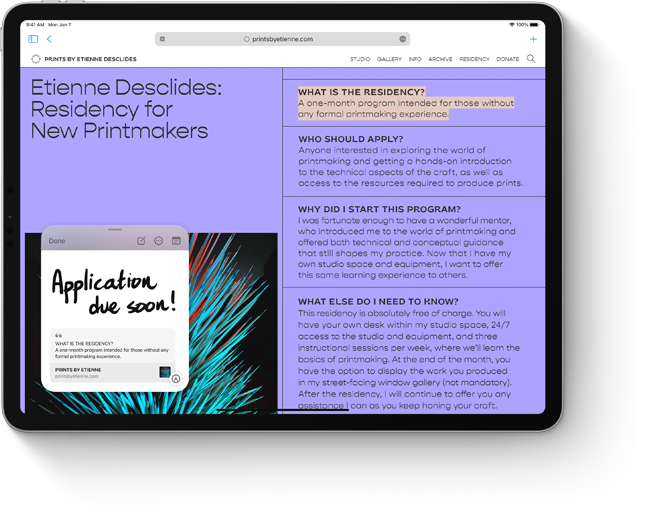 9:41 AM Mon Jun 7
100%
printsbyetienne.com
PRINTS BY ETIENNE DESCLIDES
STUDIO GALLERY INFO ARCHIVE RESIDENCY DONATE
Etienne Desclides:
Residency for
New Printmakers
WHAT IS THE RESIDENCY?
A one-month program intended for those without
any formal printmaking experience.
WHO SHOULD APPLY?
Anyone interested in exploring the world of
printmaking and getting a hands-on introduction
to the technical aspects of the craft, as well as
access to the resources required to produce prints.
WHY DID I START THIS PROGRAM?
I was fortunate enough to have a wonderful mentor,
who introduced me to the world of printmaking and
offered both technical and conceptual guidance
that still shapes my practice. Now that I have my
own studio space and equipment, I want to offer
this same learning experience to others.
WHAT ELSE DO I NEED TO KNOW?
This residency is absolutely free of charge. You will
have your own desk within my studio space, 24/7
access to the studio and equipment, and three
instructional sessions per week, where we'll learn the
basics of printmaking. At the end of the month, you
have the option to display the work you produced
in my street-facing window gallery (not mandatory).
After the residency, I will continue to offer you any
assistance I can as you keep honing your craft.
Done
Application
due soon!
WHAT IS THE RESIDENCY?
A one-month program intended for those without any
formal printmaking experience.
PRINTS BY ETIENNE
printsbyetienne.com